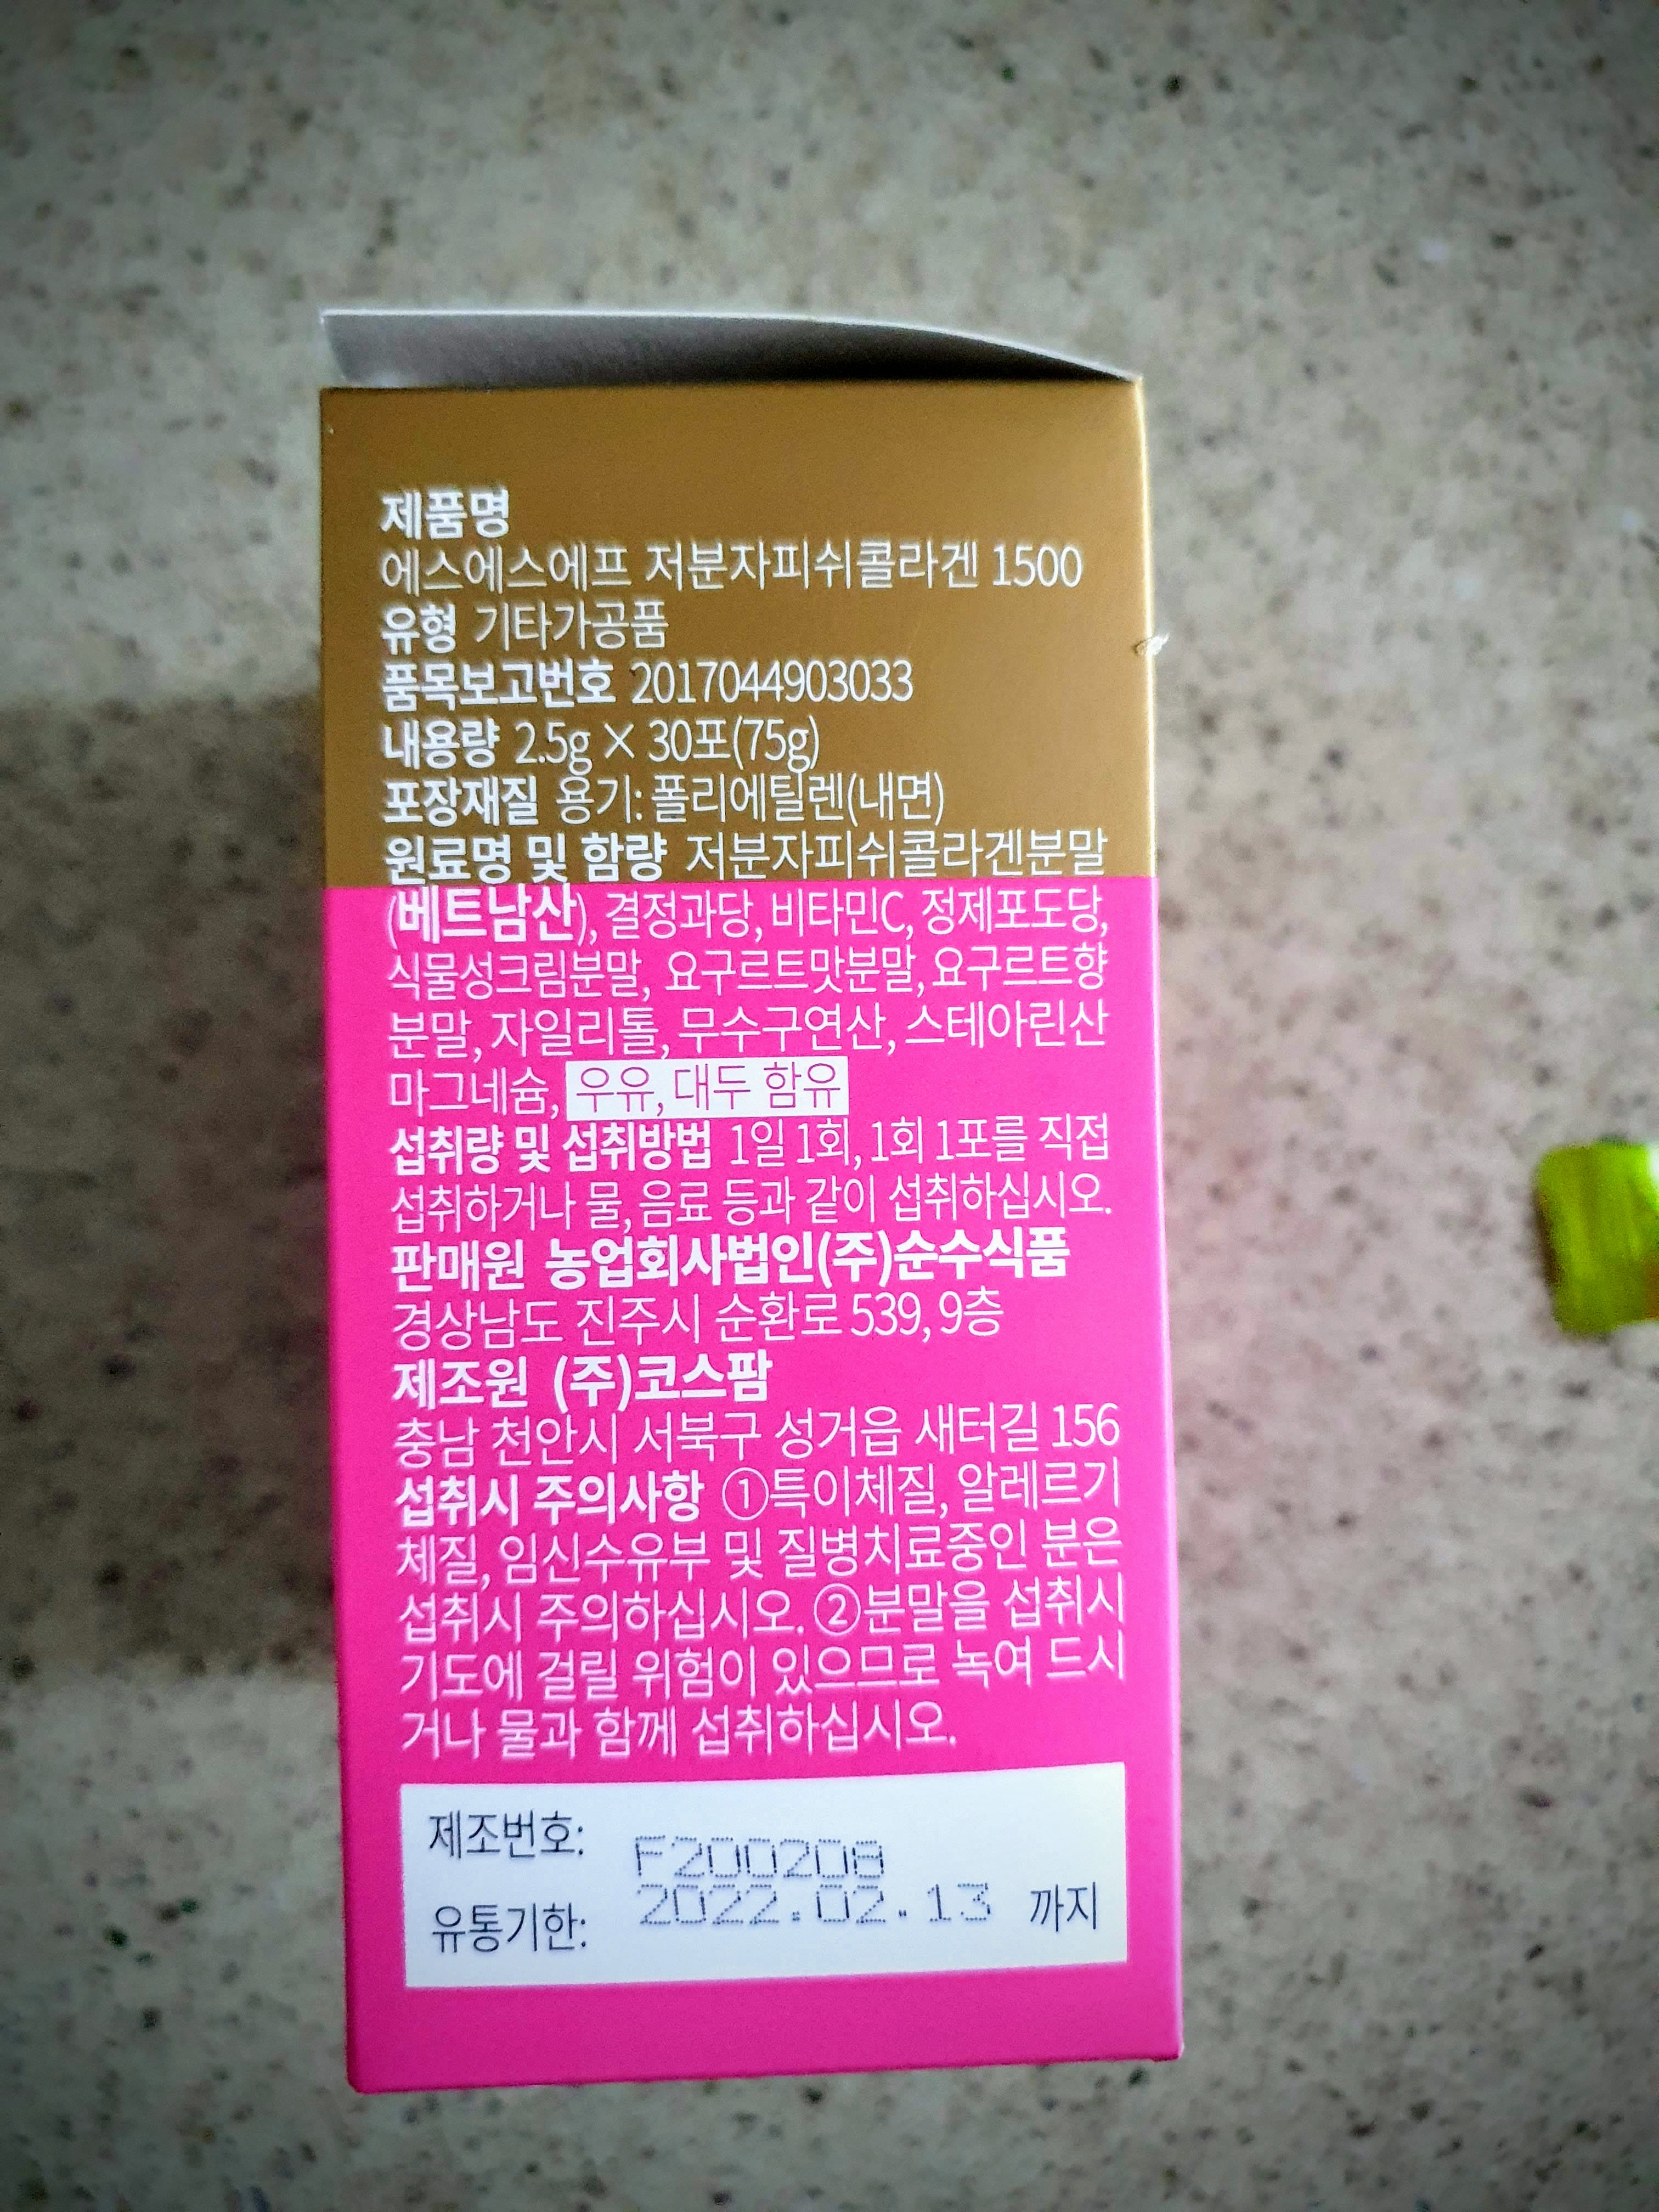 제품명
에스에스에프 저분자피쉬콜라겐 1500
유형 기타가공품
품목보고번호 2017044903033
내용량 2.5g × 30포(75g)
포장재질 용기: 폴리에틸렌(내면)
원료명 및 함량 저분자피쉬콜라겐분말
(베트남산), 결정과당, 비타민C, 정제포도당,
식물성크림분말, 요구르트맛분말, 요구르트향
분말, 자일리톨, 무수구연산, 스테아린산
마그네슘, 우유, 대두 함유
섭취량 및 섭취방법 1일 1회, 1회 1포를 직접
섭취하거나 물, 음료 등과 같이 섭취하십시오.
판매원 농업회사법인(주)순수식품
경상남도 진주시 순환로 539, 9층
제조원 (주)코스팜
충남 천안시 서북구 성거읍 새터길 156
섭취시 주의사항 ①특이체질, 알레르기
체질, 임신수유부 및 질병치료중인 분은
섭취시 주의하십시오. ②분말을 섭취시
기도에 걸릴 위험이 있으므로 녹여 드시
거나 물과 함께 섭취하십시오.
제조번호: F200208
유통기한: 2022.02.13 까지